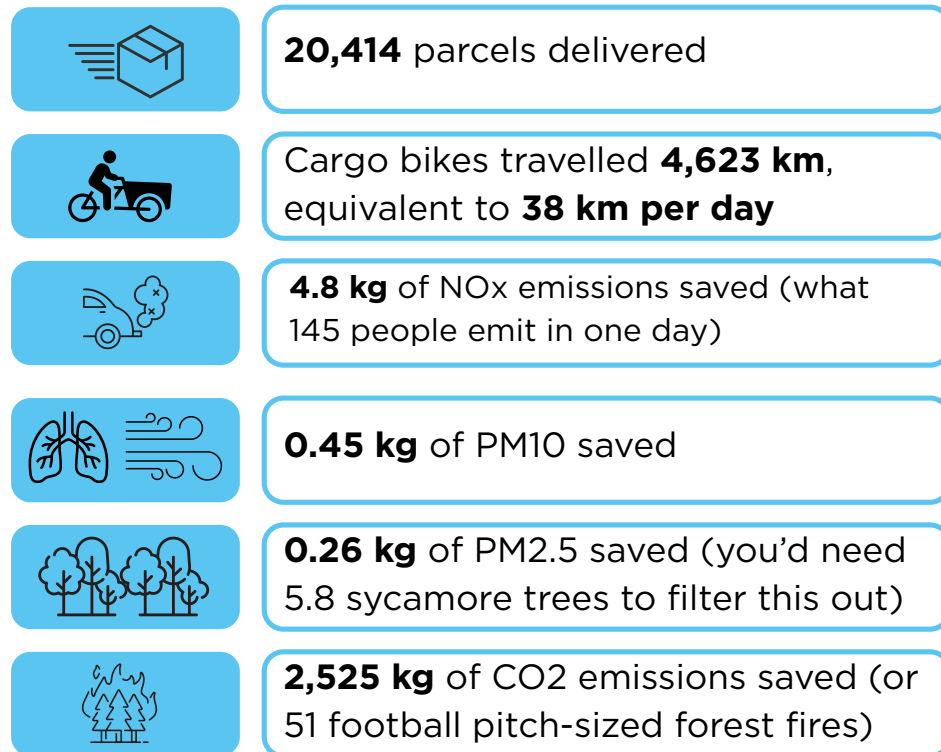 20,414 parcels delivered
Cargo bikes travelled 4,623 km,
equivalent to 38 km per day
4.8 kg of NOx emissions saved (what
145 people emit in one day)
0.45 kg of PM10 saved
0.26 kg of PM2.5 saved (you’d need
5.8 sycamore trees to filter this out)
2,525 kg of CO2 emissions saved (or
51 football pitch-sized forest fires)